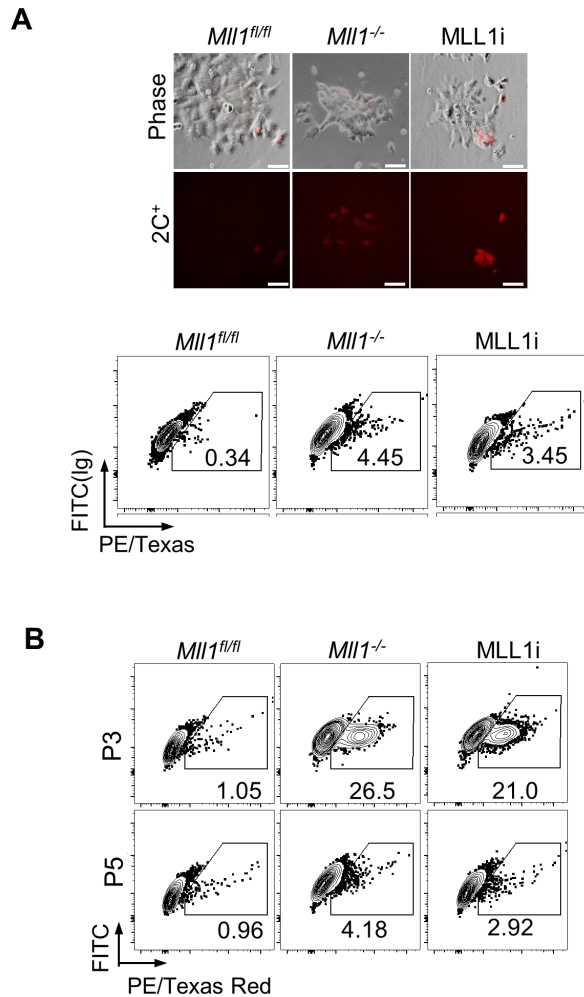 A
Mll1fl/fl Mll1-/- MLL1i
Phase
2C+
Mll1fl/fl Mll1-/- MLL1i
0.34 4.45 3.45
FITC(Ig)
PE/Texas
B
Mll1fl/fl Mll1-/- MLL1i
P3
1.05 26.5 21.0
P5
0.96 4.18 2.92
FITC
PE/Texas Red